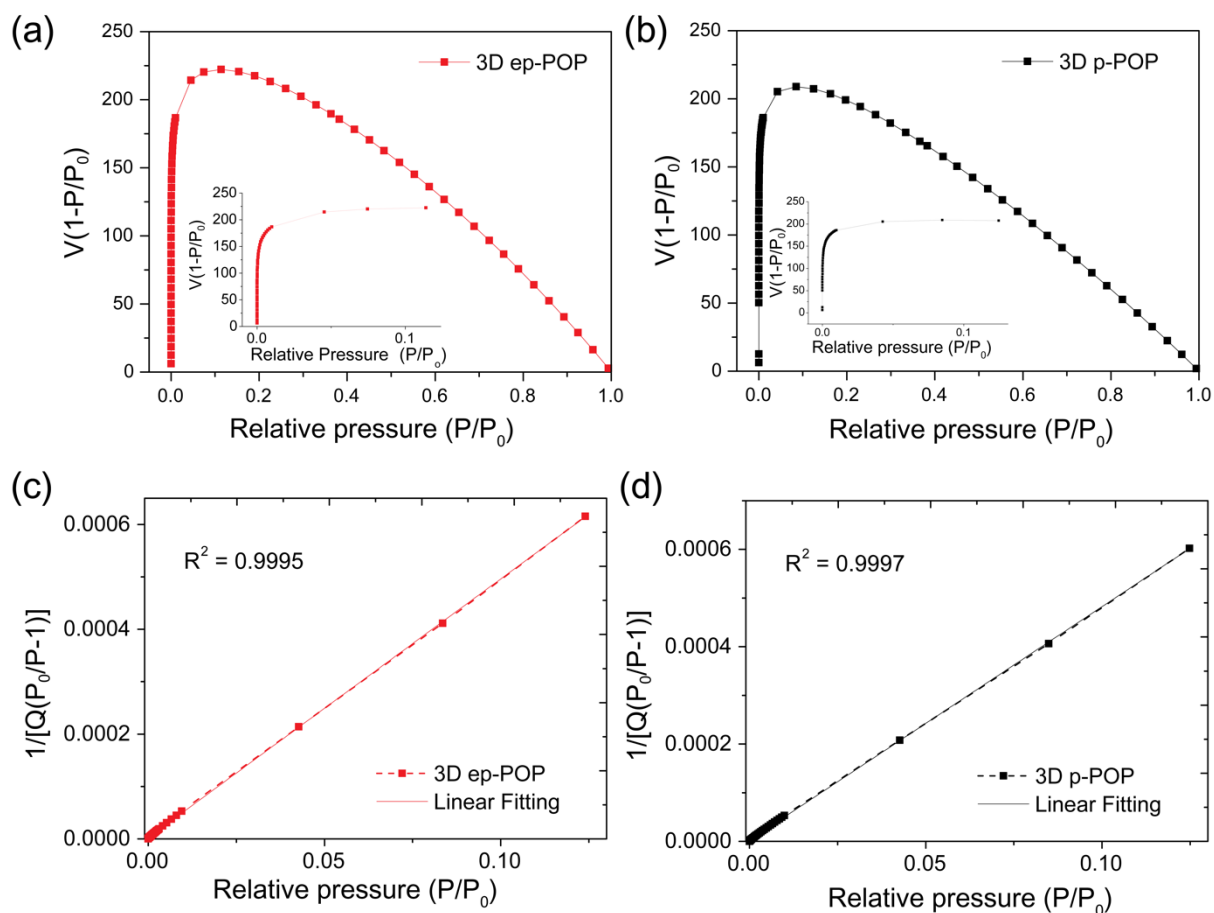 (a)
3D ep-POP
V(1-P/P₀)
250
200
150
100
50
0
0.0 0.2 0.4 0.6 0.8 1.0
Relative pressure (P/P₀)
V(1-P/P₀)
250
200
150
100
50
0
0.0 0.1
Relative Pressure (P/P₀)
(b)
3D p-POP
V(1-P/P₀)
250
200
150
100
50
0
0.0 0.2 0.4 0.6 0.8 1.0
Relative pressure (P/P₀)
V(1-P/P₀)
250
200
150
100
50
0
0.0 0.1
Relative pressure (P/P₀)
(c)
R² = 0.9995
1/[Q(P₀/P-1)]
0.0006
0.0004
0.0002
0.0000
3D ep-POP
Linear Fitting
0.00 0.05 0.10
Relative pressure (P/P₀)
(d)
R² = 0.9997
1/[Q(P₀/P-1)]
0.0006
0.0004
0.0002
0.0000
3D p-POP
Linear Fitting
0.00 0.05 0.10
Relative pressure (P/P₀)